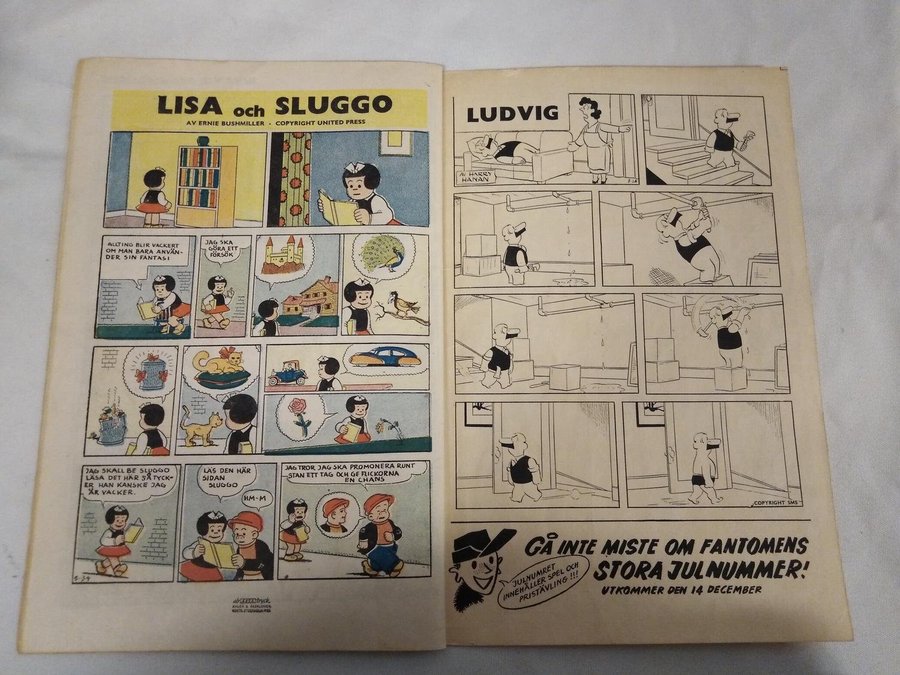 LISA och SLUGGO
AV ERNIE BUSHMILLER - COPYRIGHT UNITED PRESS
ALLTING BLIR VACKERT
OM MAN BARA ANVÄN-
DER SIN FANTASI
JAG SKA
GÖRA ETT
FÖRSÖK
JAG SKALL BE SLUGGO
LÄSA DET HÄR SÅ TYCK-
ER HAN KANSKE JAG
ÄR VACKER.
LÄS DEN HÄR
SIDAN
SLUGGO
HM-M
JAG TROR JAG SKA PROMONERA RUNT
STAN ETT TAG OCH GE FLICKORNA
EN CHANS
LUDVIG
AV HARRY
HANAN
COPYRIGHT SMS
GÅ INTE MISTE OM FANTOMENS
STORA JULNUMMER!
UTKOMMER DEN 14 DECEMBER
JULNUMRET
INNEHÅLLER SPEL OCH
PRISTÄVLING !!!